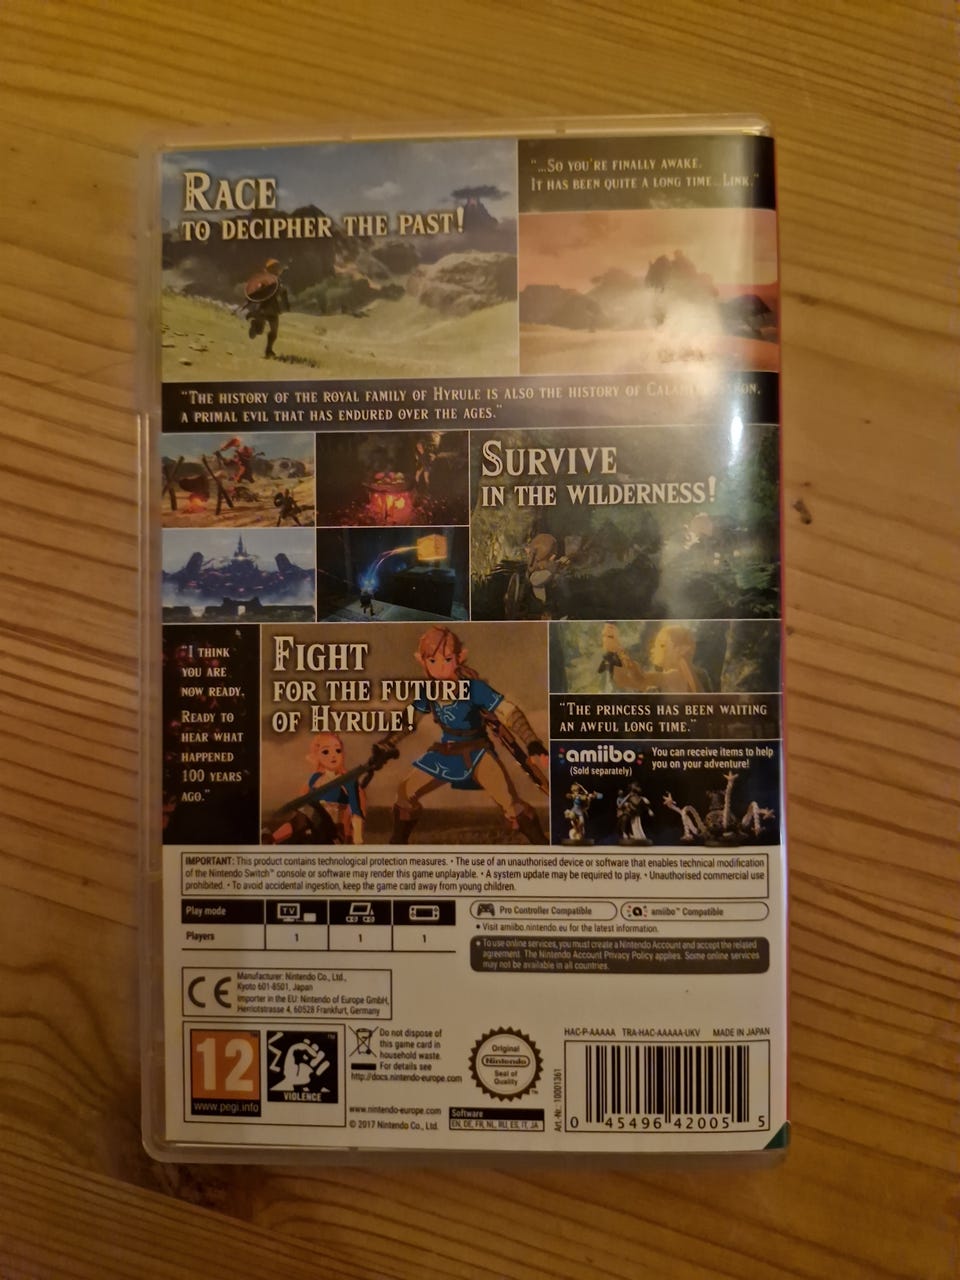 RACE
TO DECIPHER THE PAST!
"...SO YOU'RE FINALLY AWAKE.
IT HAS BEEN QUITE A LONG TIME...LINK."
"THE HISTORY OF THE ROYAL FAMILY OF HYRULE IS ALSO THE HISTORY OF
A PRIMAL EVIL THAT HAS ENDURED OVER THE AGES."
SURVIVE
IN THE WILDERNESS!
"I THINK
YOU ARE
NOW READY.
READY TO
HEAR WHAT
HAPPENED
100 YEARS
AGO."
FIGHT
FOR THE FUTURE
OF HYRULE!
"THE PRINCESS HAS BEEN WAITING
AN AWFUL LONG TIME."
amiibo
(Sold separately)
You can receive items to help
you on your adventure!
IMPORTANT: This product contains technological protection measures. • The use of an unauthorised device or software that enables technical modification
of the Nintendo Switch™ console or software may render this game unplayable. • A system update may be required to play. • Unauthorised commercial use
prohibited. • To avoid accidental ingestion, keep the game card away from young children.
Play mode
TV
Players
1
1
1
Pro Controller Compatible
amiibo™ Compatible
• Visit amiibo.nintendo.eu for the latest information.
• To use online services, you must create a Nintendo Account and accept the related
agreement. The Nintendo Account Privacy Policy applies. Some online services
may not be available in all countries.
CE
Manufacturer: Nintendo Co., Ltd.,
Kyoto 601-8501, Japan
Importer in the EU: Nintendo of Europe GmbH,
Herriotstrasse 4, 60528 Frankfurt, Germany
12
www.pegi.info
VIOLENCE
™
Do not dispose of
this game card in
household waste.
For details see
http://docs.nintendo-europe.com
www.nintendo-europe.com
© 2017 Nintendo Co., Ltd.
Original
Nintendo
Seal of
Quality
™
Software
EN, DE, FR, NL, RU, ES, IT, JA
HAC-P-AAAAA TRA-HAC-AAAAA-UKV MADE IN JAPAN
Art.-Nr.: 10001361
0 45496 42005 5